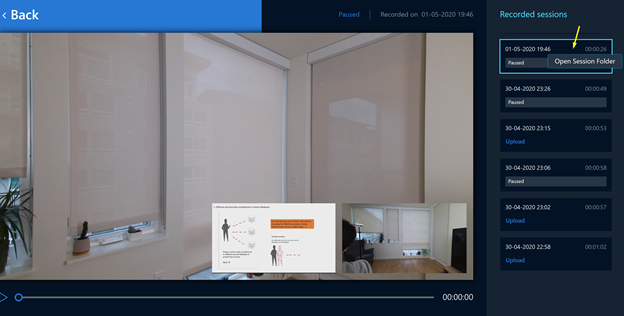 Back
Paused
Recorded on 01-05-2020 19:46
Recorded sessions
01-05-2020 19:46 00:00:26
Paused
Open Session Folder
30-04-2020 23:26 00:00:49
Paused
30-04-2020 23:15 00:00:53
Upload
30-04-2020 23:06 00:00:58
Paused
30-04-2020 23:02 00:00:57
Upload
30-04-2020 22:58 00:01:02
Upload
00:00:00